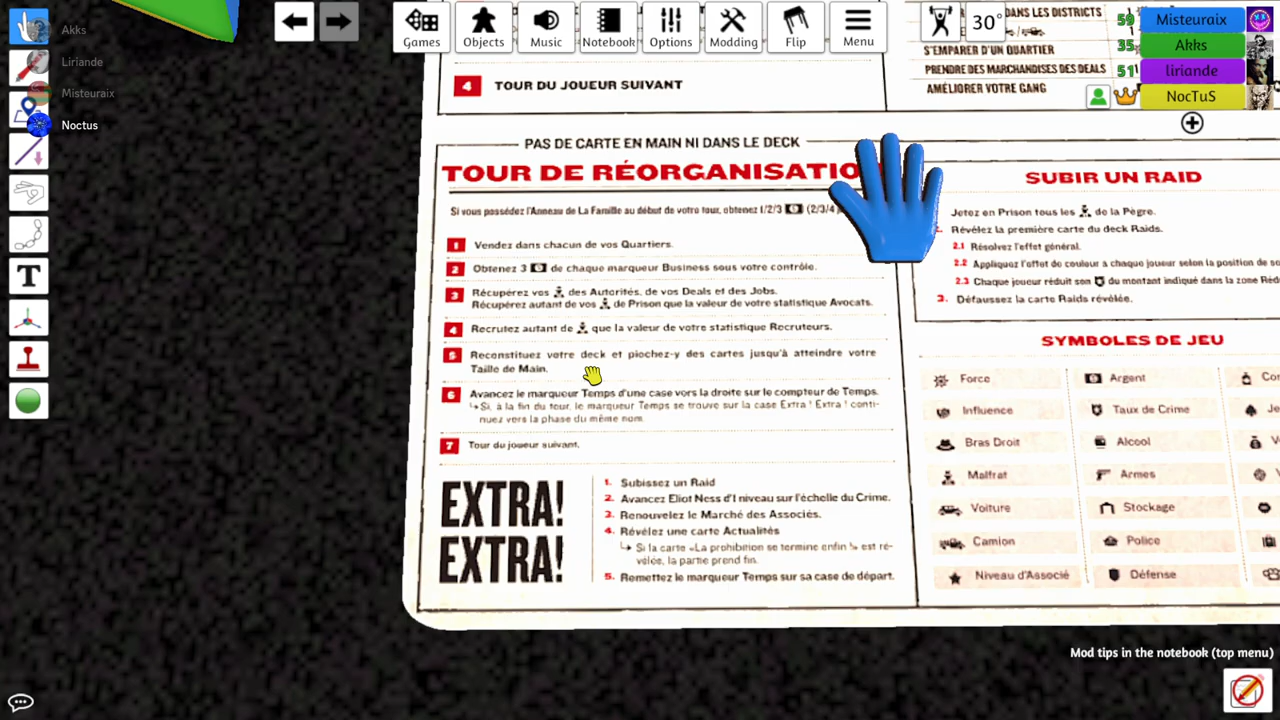 Akks
Liriande
Misteuraix
Noctus
Games
Objects
Music
Notebook
Options
Modding
Flip
Menu
30°
59 Misteuraix
35 Akks
51 liriande
NocTuS
DANS LES DISTRICTS
S'EMPARER D'UN QUARTIER
PRENDRE DES MARCHANDISES DES DEALS
AMÉLIORER VOTRE GANG
4 TOUR DU JOUEUR SUIVANT
PAS DE CARTE EN MAIN NI DANS LE DECK
TOUR DE RÉORGANISATIO
Si vous possédez l'Anneau de La Famille au début de votre tour, obtenez 1/2/3 (2/3/4)
1 Vendez dans chacun de vos Quartiers.
2 Obtenez 3 de chaque marqueur Business sous votre contrôle.
3 Récupérez vos des Autorités, de vos Deals et des Jobs.
Récupérez autant de vos de Prison que la valeur de votre statistique Avocats.
4 Recrutez autant de que la valeur de votre statistique Recruteurs.
5 Reconstituez votre deck et piochez-y des cartes jusqu'à atteindre votre
Taille de Main.
6 Avancez le marqueur Temps d'une case vers la droite sur le compteur de Temps.
↳ Si, à la fin du tour, le marqueur Temps se trouve sur la case Extra ! Extra ! conti-
nuez vers la phase du même nom.
7 Tour du joueur suivant.
EXTRA!
EXTRA!
1. Subissez un Raid
2. Avancez Eliot Ness d'1 niveau sur l'échelle du Crime.
3. Renouvelez le Marché des Associés.
4. Révélez une carte Actualités
↳ Si la carte «La prohibition se termine enfin !» est ré-
vélée, la partie prend fin.
5. Remettez le marqueur Temps sur sa case de départ.
SUBIR UN RAID
Jetez en Prison tous les de la Pègre.
Révélez la première carte du deck Raids.
2.1 Résolvez l'effet général.
2.2 Appliquez l'effet de couleur à chaque joueur selon la position de so
2.3 Chaque joueur réduit son du montant indiqué dans la zone Réd
3. Défaussez la carte Raids révélée.
SYMBOLES DE JEU
Force
Argent
Con
Influence
Taux de Crime
Je
Bras Droit
Alcool
V
Malfrat
Armes
Voiture
Stockage
Camion
Police
Niveau d'Associé
Défense
Mod tips in the notebook (top menu)